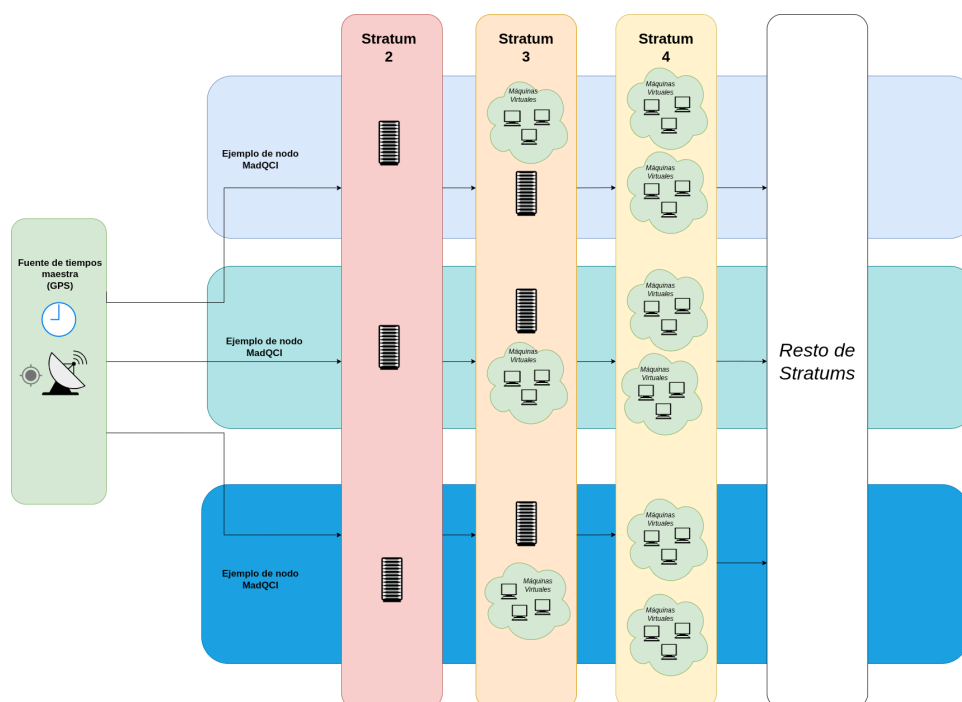 Stratum
2
Stratum
3
Stratum
4
Máquinas
Virtuales
Máquinas
Virtuales
Ejemplo de nodo
MadQCI
Máquinas
Virtuales
Fuente de tiempos
maestra
(GPS)
Máquinas
Virtuales
Ejemplo de nodo
MadQCI
Máquinas
Virtuales
Máquinas
Virtuales
Resto de
Stratums
Máquinas
Virtuales
Ejemplo de nodo
MadQCI
Máquinas
Virtuales
Máquinas
Virtuales